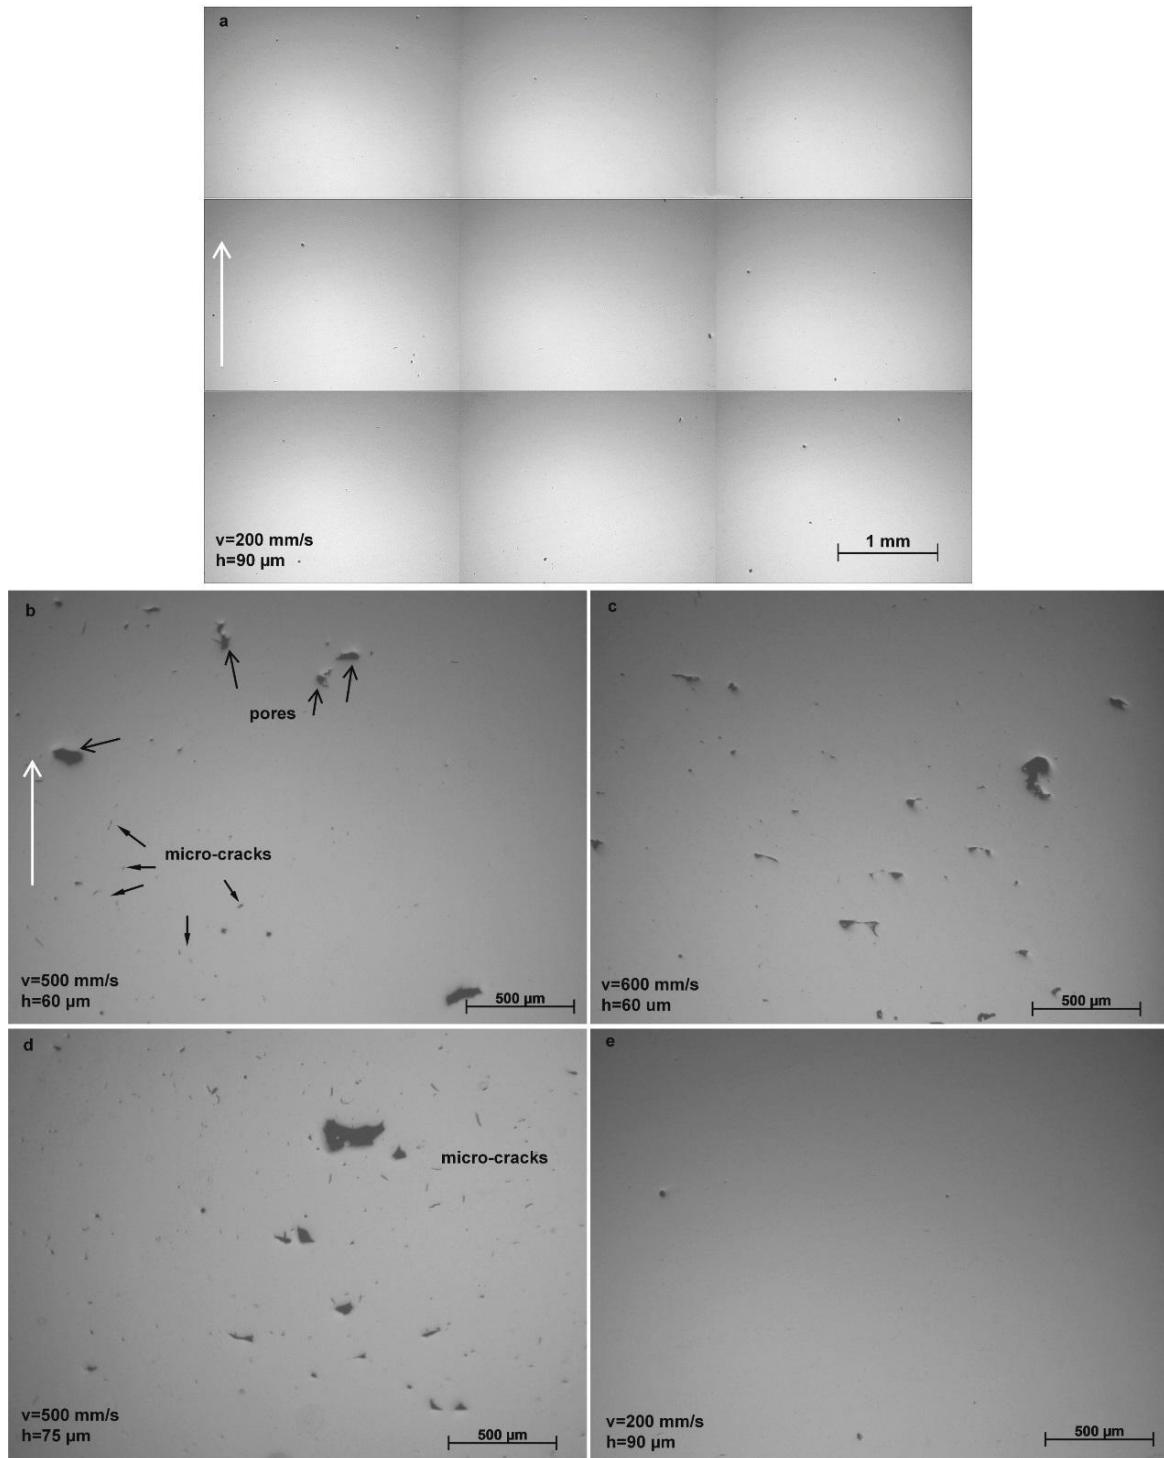 a
v=200 mm/s
h=90 µm
1 mm
b
pores
micro-cracks
v=500 mm/s
h=60 µm
500 µm
c
v=600 mm/s
h=60 um
500 µm
d
micro-cracks
v=500 mm/s
h=75 µm
500 µm
e
v=200 mm/s
h=90 µm
500 µm